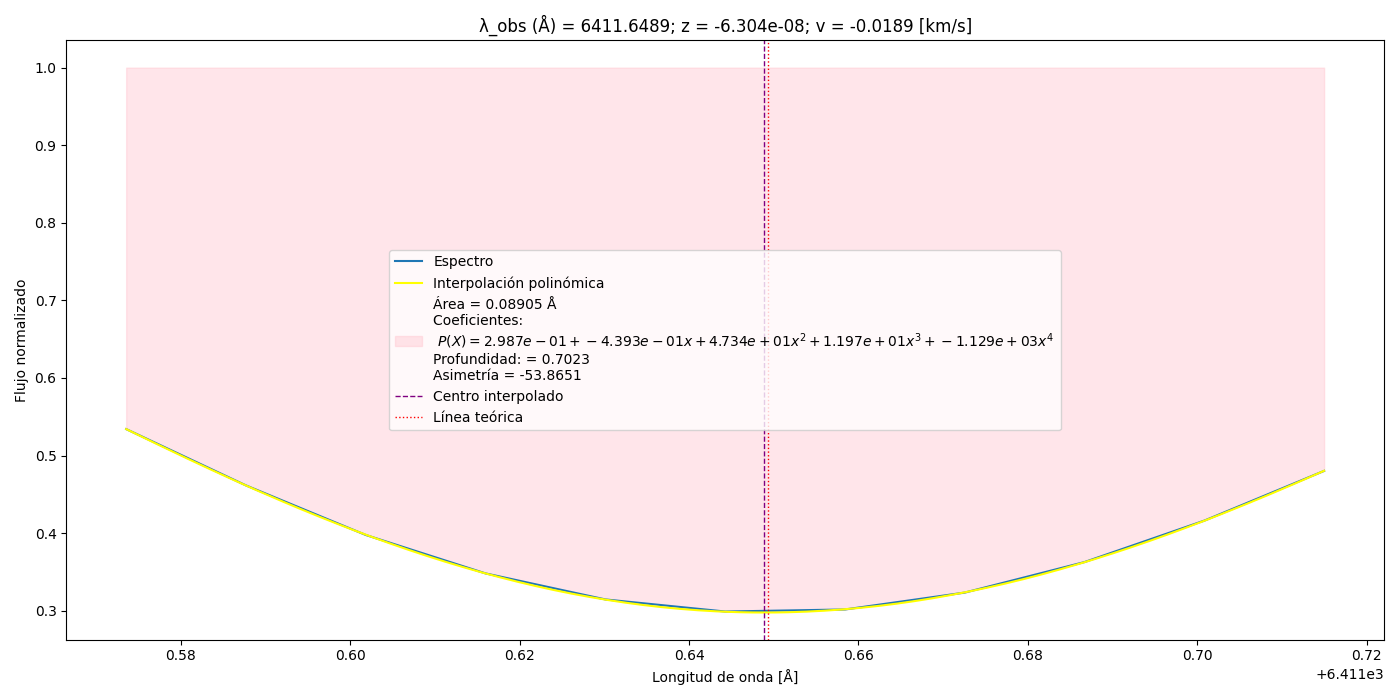 λ_obs (Å) = 6411.6489; z = -6.304e-08; v = -0.0189 [km/s]
Flujo normalizado
1.0
0.9
0.8
0.7
0.6
0.5
0.4
0.3
Espectro
Interpolación polinómica
Área = 0.08905 Å
Coeficientes:
P(X) = 2.987e − 01 + −4.393e − 01x + 4.734e + 01x² + 1.197e + 01x³ + −1.129e + 03x⁴
Profundidad: = 0.7023
Asimetría = -53.8651
Centro interpolado
Línea teórica
0.58 0.60 0.62 0.64 0.66 0.68 0.70 0.72
+6.411e3
Longitud de onda [Å]